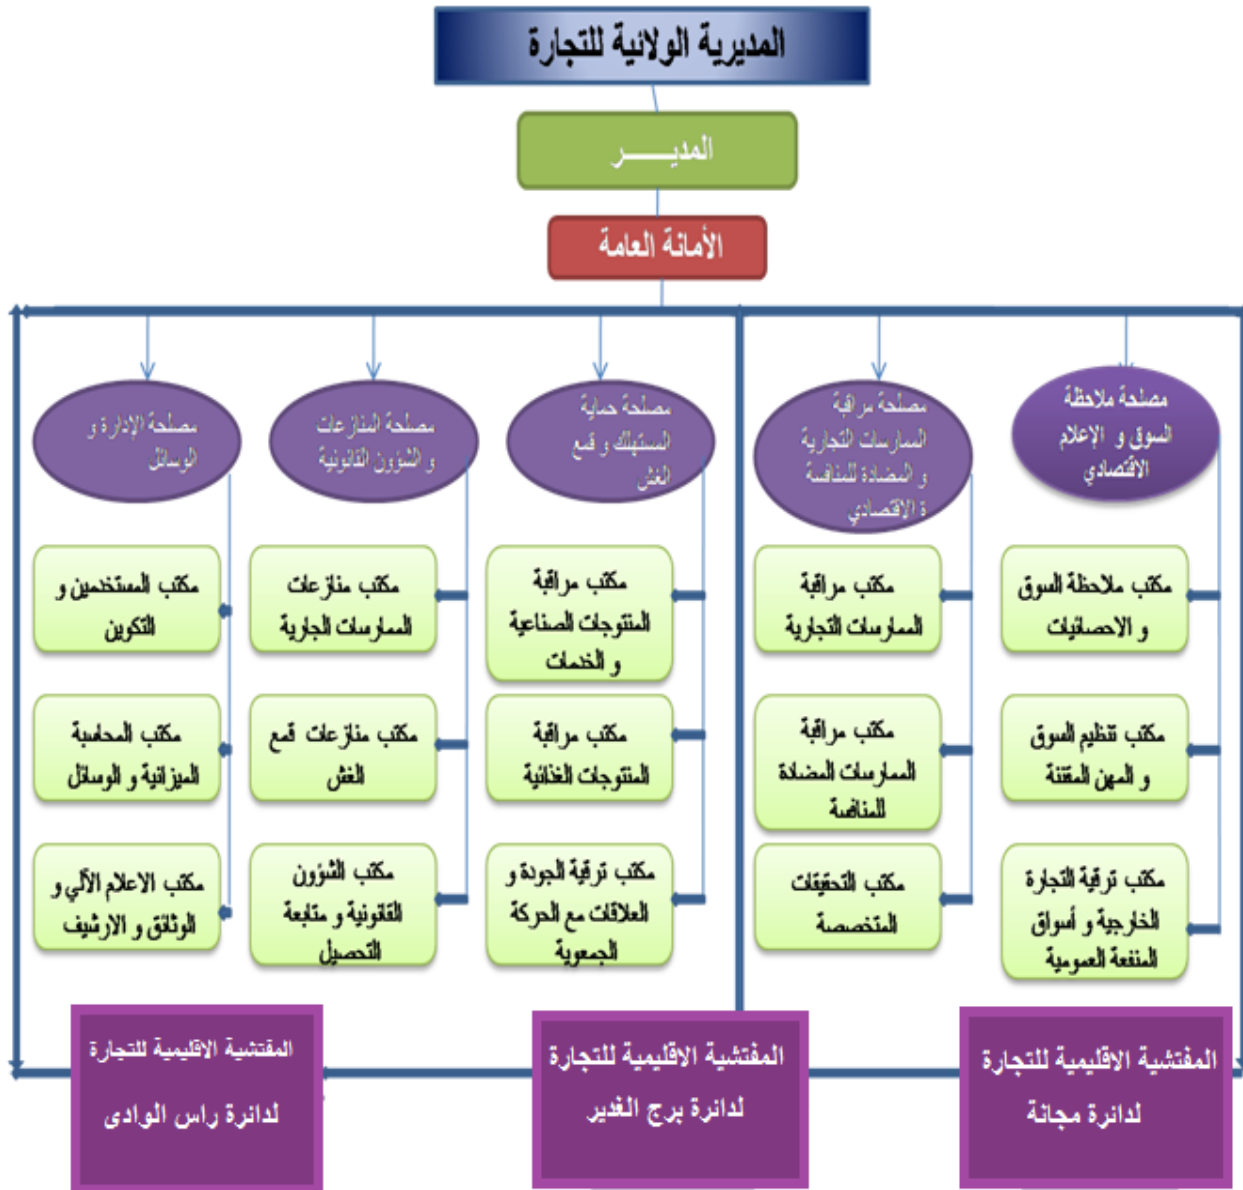 المديرية الولائية للتجارة
المديــــــر
الأمانة العامة
مصلحة ملاحظة
السوق و الإعلام
الاقتصادي
مصلحة مراقبة
الممارسات التجارية
و المضادة للمنافسة
ة الاقتصادي
مصلحة حماية
المستهلك و قمع
الغش
مصلحة المنازعات
و الشؤون القانونية
مصلحة الإدارة و
الوسائل
مكتب ملاحظة السوق
و الاحصائيات
مكتب مراقبة
الممارسات التجارية
مكتب مراقبة
المنتوجات الصناعية
و الخدمات
مكتب منازعات
الممارسات الجارية
مكتب المستخدمين و
التكوين
مكتب تنظيم السوق
و المهن المقننة
مكتب مراقبة
الممارسات المضادة
للمنافسة
مكتب مراقبة
المنتوجات الغذائية
مكتب منازعات قمع
الغش
مكتب المحاسبة
الميزانية و الوسائل
مكتب ترقية التجارة
الخارجية و أسواق
المنفعة العمومية
مكتب التحقيقات
المتخصصة
مكتب ترقية الجودة و
العلاقات مع الحركة
الجمعوية
مكتب الشؤون
القانونية و متابعة
التحصيل
مكتب الاعلام الآلي و
الوثائق و الارشيف
المفتشية الاقليمية للتجارة
لدائرة مجانة
المفتشية الاقليمية للتجارة
لدائرة برج الغدير
المفتشية الاقليمية للتجارة
لدائرة راس الوادى